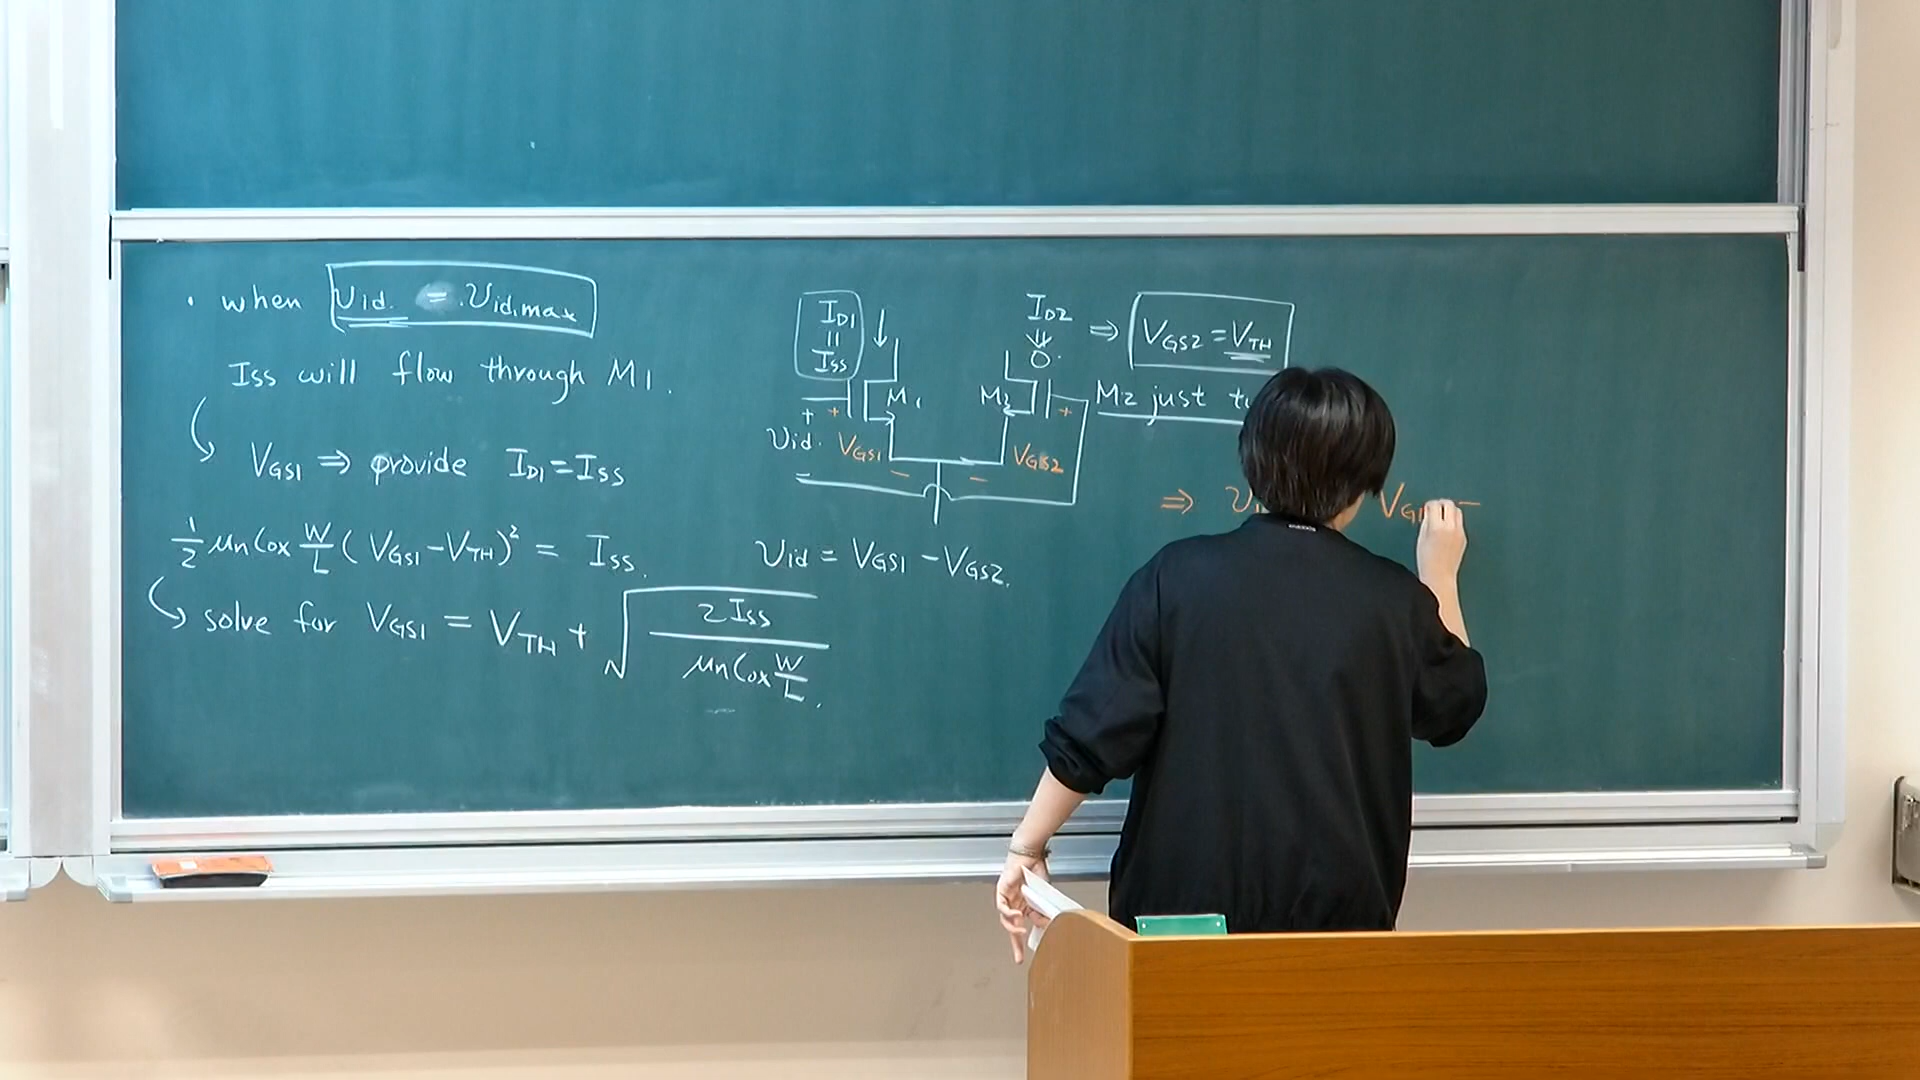 · when Vid. = Vid,max
Iss will flow through M1.
VGS1 ⇒ provide ID1 = Iss
1/2 μnCox W/L (VGS1 - VTH)² = Iss.
solve for VGS1 = VTH + √(2Iss / μnCox W/L).
ID1
=
Iss
ID2
0.
⇒ VGS2 = VTH
M1
M2
M2 just
+
+
+
Vid.
VGS1
VGS2
-
-
-
Vid = VGS1 - VGS2.
⇒